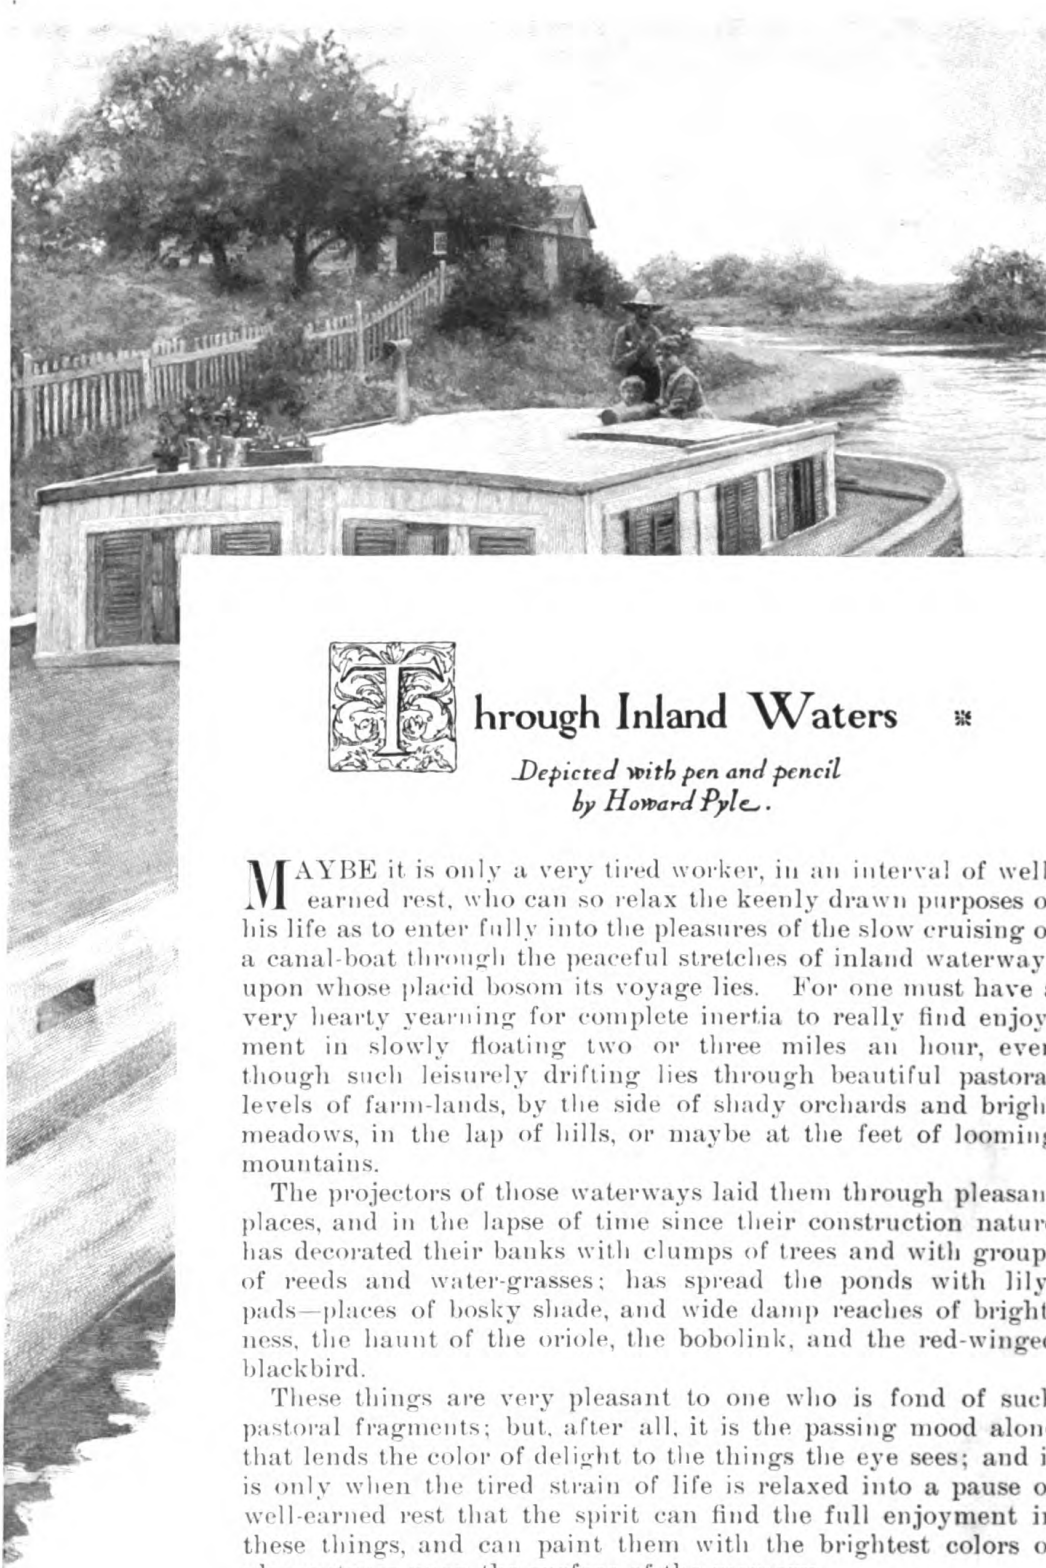 Through Inland Waters
Depicted with pen and pencil
by Howard Pyle.
MAYBE it is only a very tired worker, in an interval of well
earned rest, who can so relax the keenly drawn purposes o
his life as to enter fully into the pleasures of the slow cruising o
a canal-boat through the peaceful stretches of inland waterway
upon whose placid bosom its voyage lies. For one must have a
very hearty yearning for complete inertia to really find enjoy
ment in slowly floating two or three miles an hour, ever
though such leisurely drifting lies through beautiful pastora
levels of farm-lands, by the side of shady orchards and brigh
meadows, in the lap of hills, or maybe at the feet of looming
mountains.
The projectors of those waterways laid them through pleasan
places, and in the lapse of time since their construction natur
has decorated their banks with clumps of trees and with group
of reeds and water-grasses; has spread the ponds with lily
pads—places of bosky shade, and wide damp reaches of bright
ness, the haunt of the oriole, the bobolink, and the red-winged
blackbird.
These things are very pleasant to one who is fond of such
pastoral fragments; but, after all, it is the passing mood alon
that lends the color of delight to the things the eye sees; and i
is only when the tired strain of life is relaxed into a pause o
well-earned rest that the spirit can find the full enjoyment in
these things, and can paint them with the brightest colors o